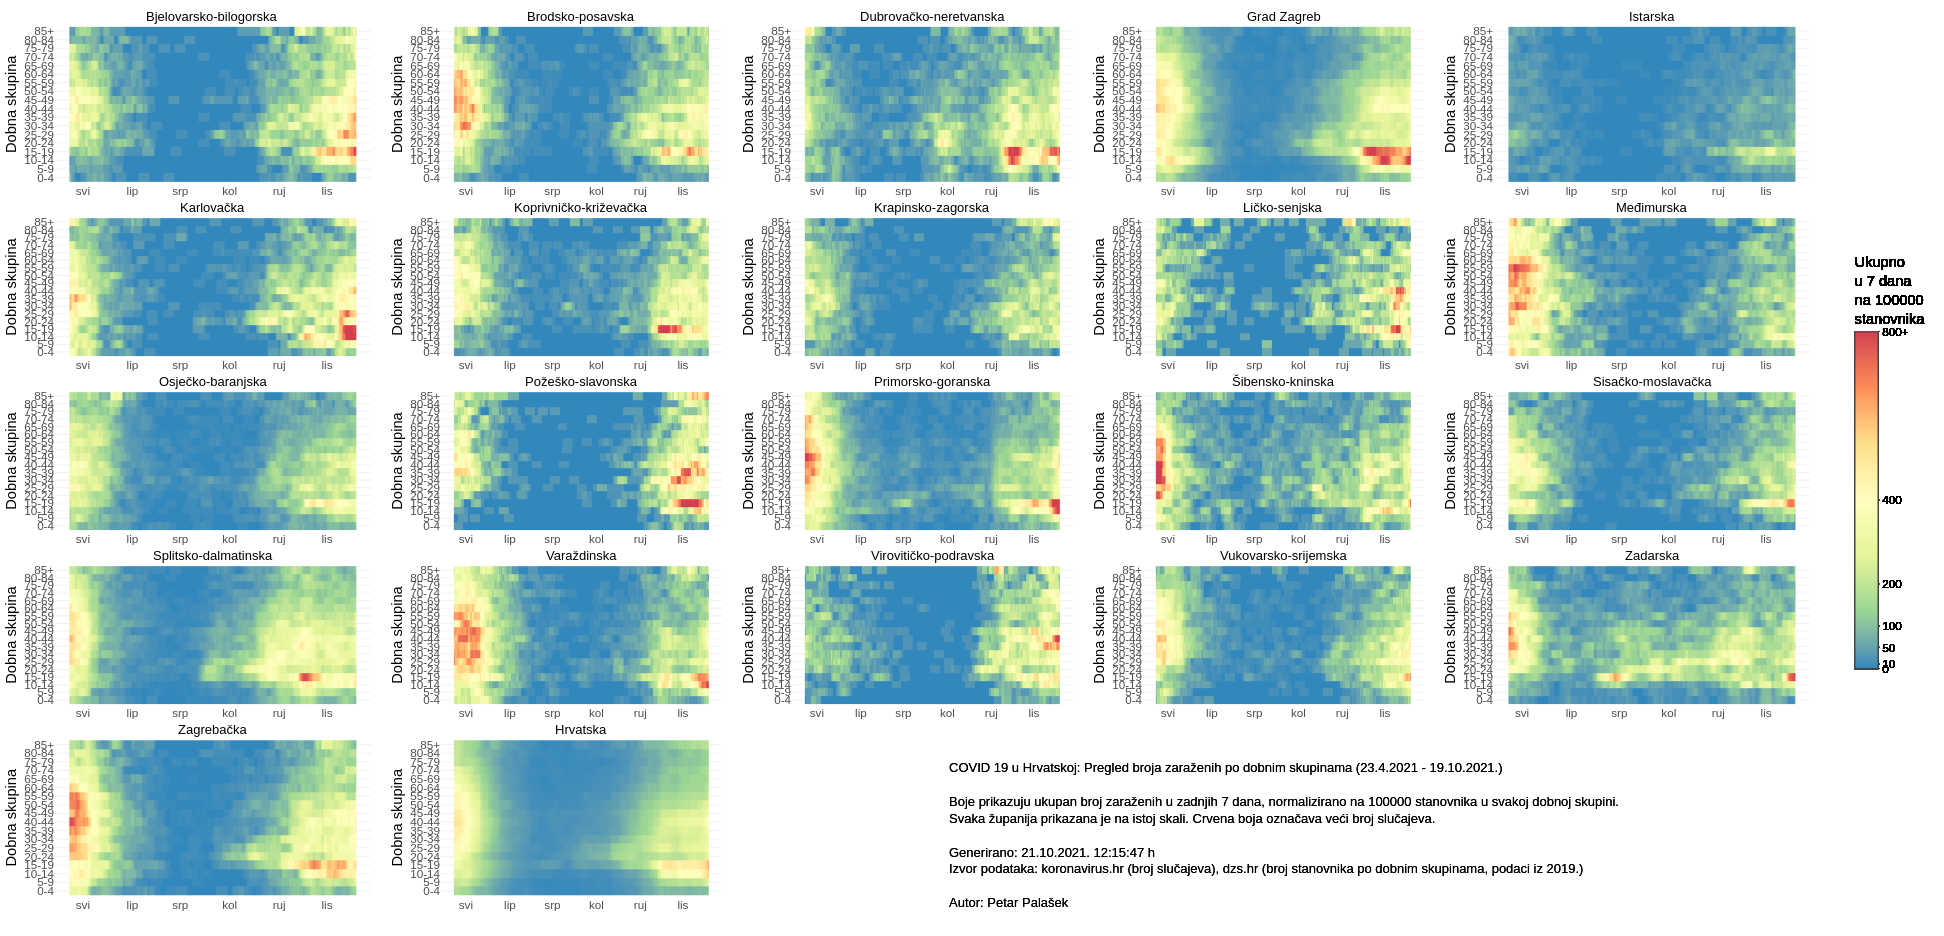 Bjelovarsko-bilogorska
Brodsko-posavska
Dubrovačko-neretvanska
Grad Zagreb
Istarska
Dobna skupina
85+
80-84
75-79
70-74
65-69
60-64
55-59
50-54
45-49
40-44
35-39
30-34
25-29
20-24
15-19
10-14
5-9
0-4
svi lip srp kol ruj lis
Karlovačka
Koprivničko-križevačka
Krapinsko-zagorska
Ličko-senjska
Međimurska
Osječko-baranjska
Požeško-slavonska
Primorsko-goranska
Šibensko-kninska
Sisačko-moslavačka
Splitsko-dalmatinska
Varaždinska
Virovitičko-podravska
Vukovarsko-srijemska
Zadarska
Zagrebačka
Hrvatska
Ukupno
u 7 dana
na 100000
stanovnika
800+
400
200
100
50
10
0
COVID 19 u Hrvatskoj: Pregled broja zaraženih po dobnim skupinama (23.4.2021 - 19.10.2021.)
Boje prikazuju ukupan broj zaraženih u zadnjih 7 dana, normalizirano na 100000 stanovnika u svakoj dobnoj skupini.
Svaka županija prikazana je na istoj skali. Crvena boja označava veći broj slučajeva.
Generirano: 21.10.2021. 12:15:47 h
Izvor podataka: koronavirus.hr (broj slučajeva), dzs.hr (broj stanovnika po dobnim skupinama, podaci iz 2019.)
Autor: Petar Palašek